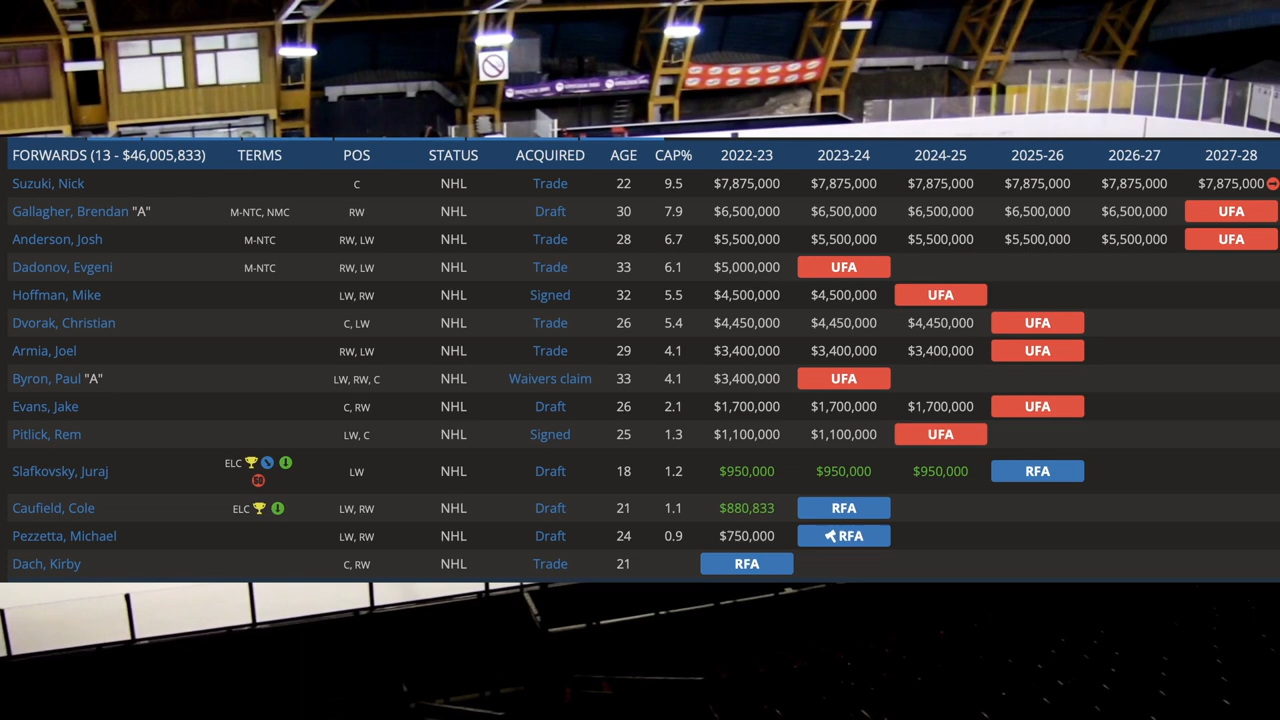 FORWARDS (13 - $46,005,833) TERMS POS STATUS ACQUIRED AGE CAP% 2022-23 2023-24 2024-25 2025-26 2026-27 2027-28
Suzuki, Nick C NHL Trade 22 9.5 $7,875,000 $7,875,000 $7,875,000 $7,875,000 $7,875,000 $7,875,000
Gallagher, Brendan "A" M-NTC, NMC RW NHL Draft 30 7.9 $6,500,000 $6,500,000 $6,500,000 $6,500,000 $6,500,000 UFA
Anderson, Josh M-NTC RW, LW NHL Trade 28 6.7 $5,500,000 $5,500,000 $5,500,000 $5,500,000 $5,500,000 UFA
Dadonov, Evgeni M-NTC RW, LW NHL Trade 33 6.1 $5,000,000 UFA
Hoffman, Mike LW, RW NHL Signed 32 5.5 $4,500,000 $4,500,000 UFA
Dvorak, Christian C, LW NHL Trade 26 5.4 $4,450,000 $4,450,000 $4,450,000 UFA
Armia, Joel RW, LW NHL Trade 29 4.1 $3,400,000 $3,400,000 $3,400,000 UFA
Byron, Paul "A" LW, RW, C NHL Waivers claim 33 4.1 $3,400,000 UFA
Evans, Jake C, RW NHL Draft 26 2.1 $1,700,000 $1,700,000 $1,700,000 UFA
Pitlick, Rem LW, C NHL Signed 25 1.3 $1,100,000 $1,100,000 UFA
Slafkovsky, Juraj ELC 50 LW NHL Draft 18 1.2 $950,000 $950,000 $950,000 RFA
Caufield, Cole ELC LW, RW NHL Draft 21 1.1 $880,833 RFA
Pezzetta, Michael LW, RW NHL Draft 24 0.9 $750,000 RFA
Dach, Kirby C, RW NHL Trade 21 RFA